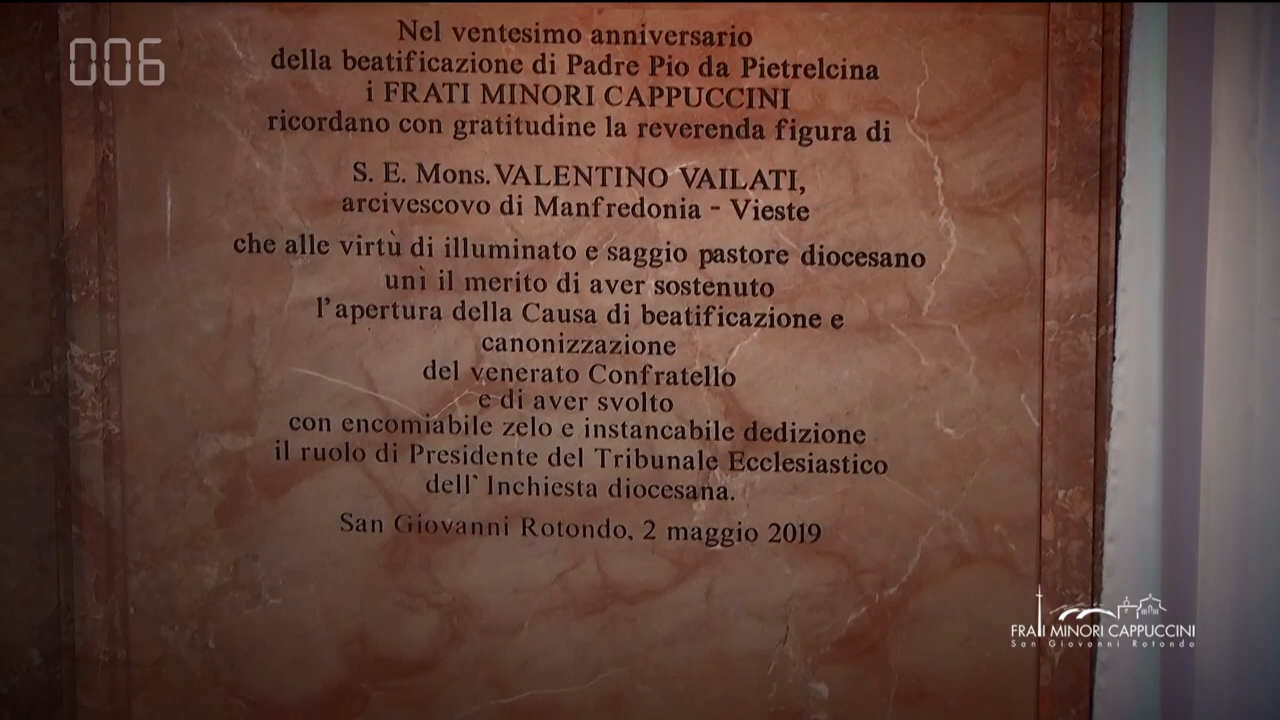 006
Nel ventesimo anniversario
della beatificazione di Padre Pio da Pietrelcina
i FRATI MINORI CAPPUCCINI
ricordano con gratitudine la reverenda figura di
S. E. Mons. VALENTINO VAILATI,
arcivescovo di Manfredonia - Vieste
che alle virtù di illuminato e saggio pastore diocesano
unì il merito di aver sostenuto
l'apertura della Causa di beatificazione e
canonizzazione
del venerato Confratello
e di aver svolto
con encomiabile zelo e instancabile dedizione
il ruolo di Presidente del Tribunale Ecclesiastico
dell' Inchiesta diocesana.
San Giovanni Rotondo, 2 maggio 2019
FRATI MINORI CAPPUCCINI
San Giovanni Rotondo